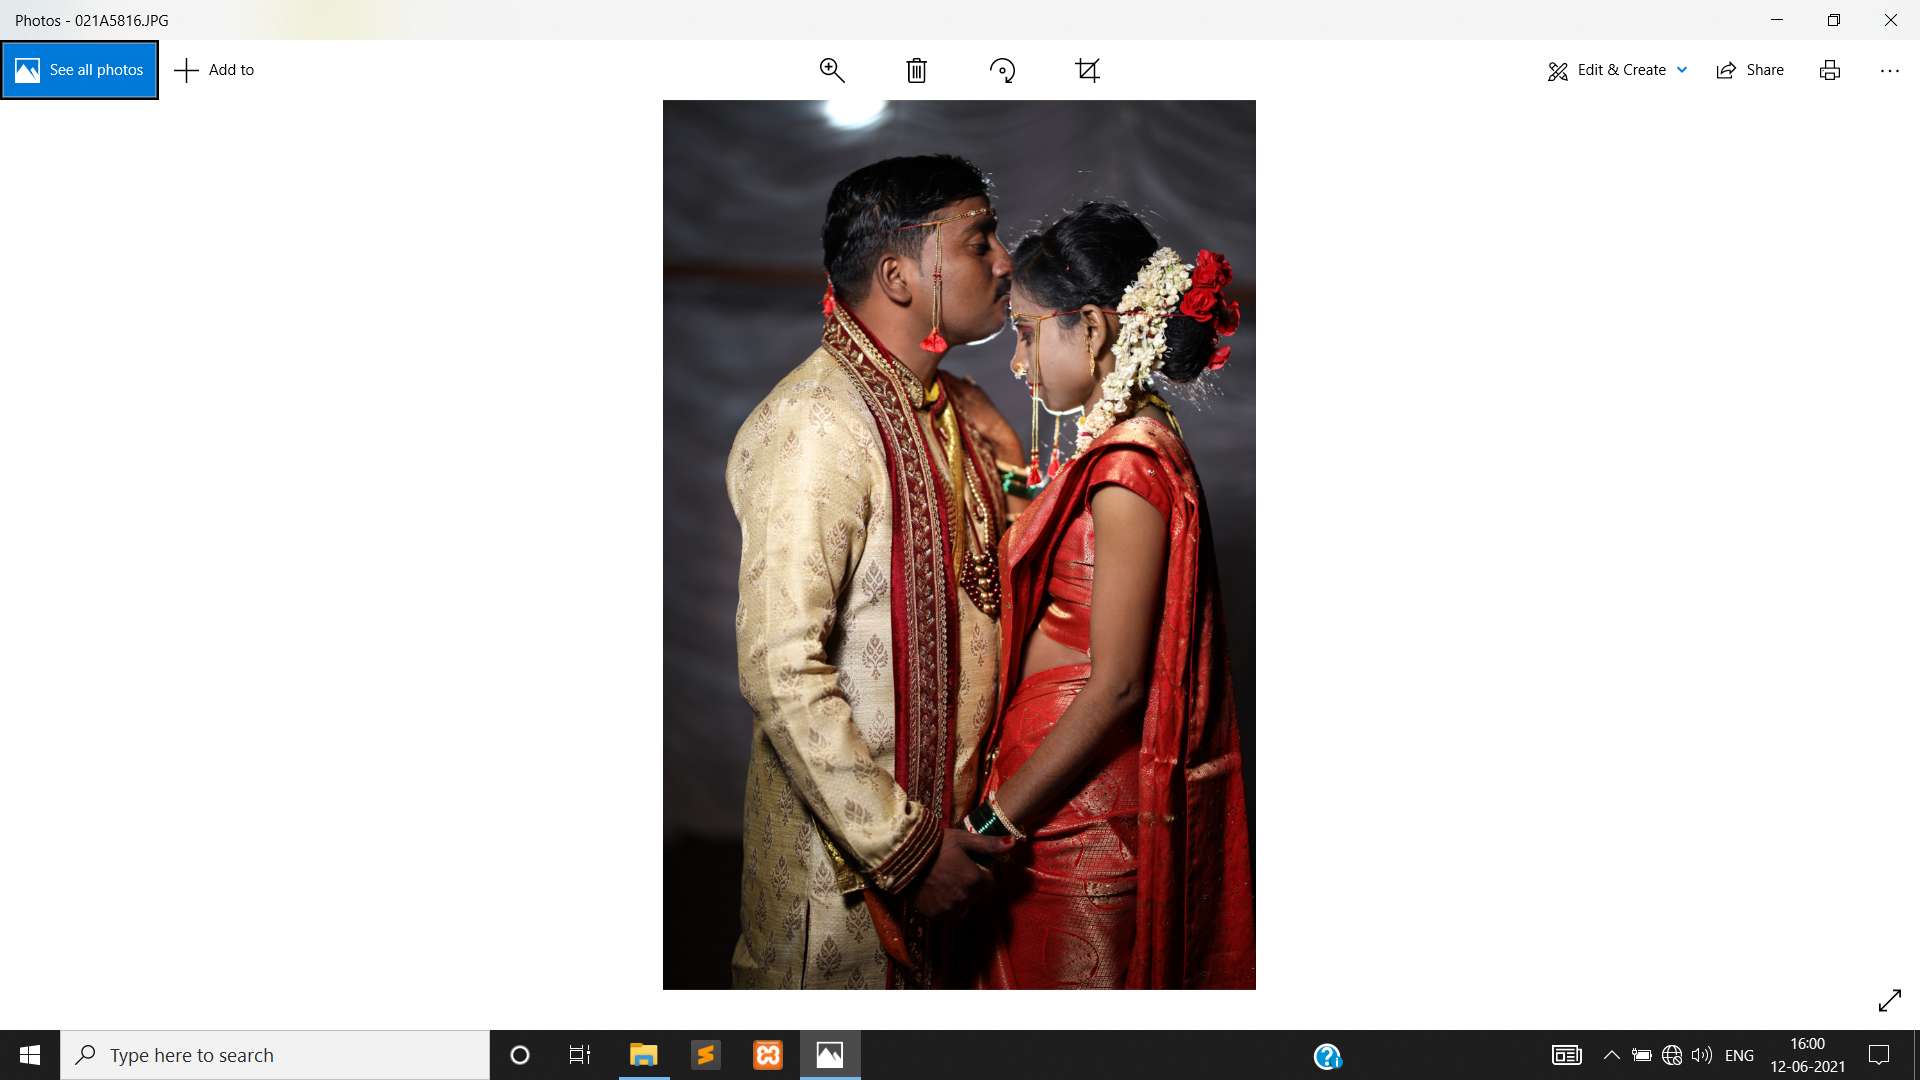 Photos - 021A5816.JPG
See all photos
Add to
Edit & Create
Share
Type here to search
ENG
16:00
12-06-2021